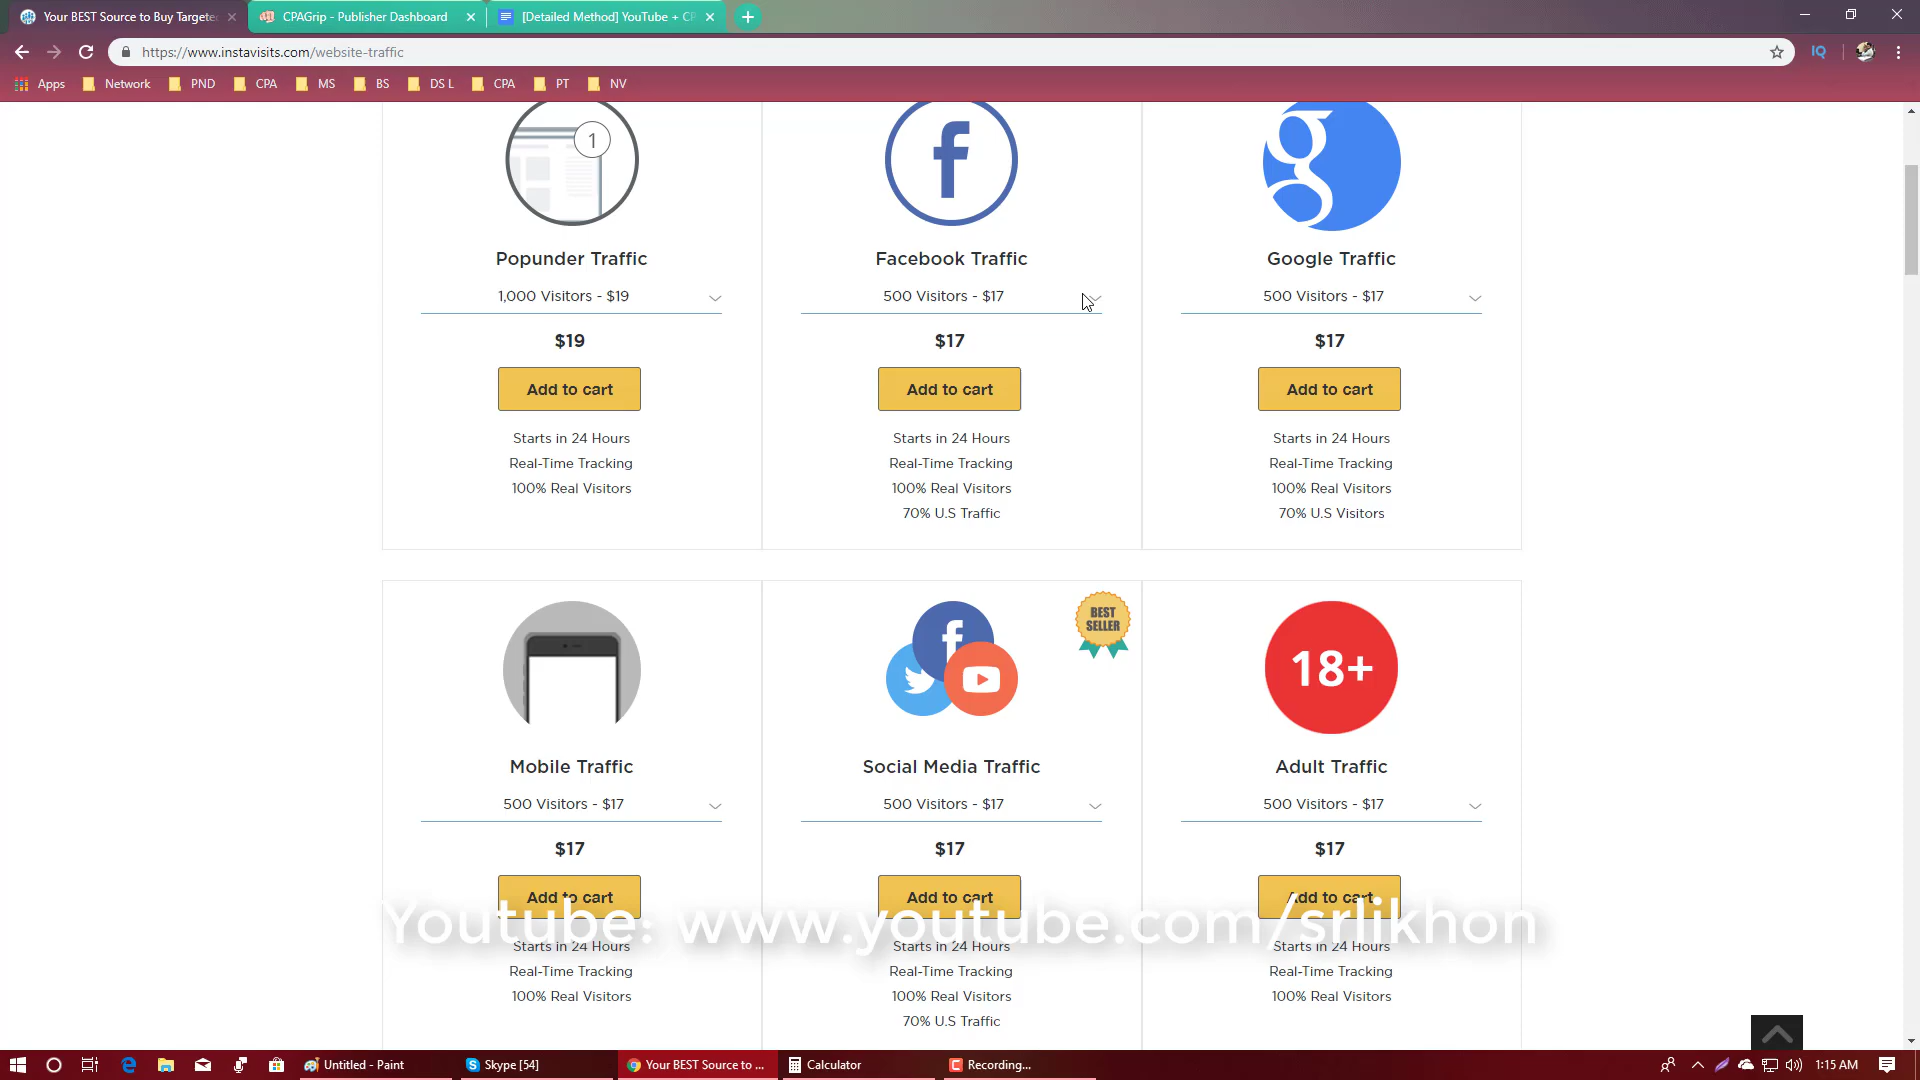 Your BEST Source to Buy Targete
CPAGrip - Publisher Dashboard
[Detailed Method] YouTube + CP
https://www.instavisits.com/website-traffic
IQ
Apps
Network
PND
CPA
MS
BS
DS L
CPA
PT
NV
1
Popunder Traffic
1,000 Visitors - $19
$19
Add to cart
Starts in 24 Hours
Real-Time Tracking
100% Real Visitors
Facebook Traffic
500 Visitors - $17
$17
Add to cart
Starts in 24 Hours
Real-Time Tracking
100% Real Visitors
70% U.S Traffic
Google Traffic
500 Visitors - $17
$17
Add to cart
Starts in 24 Hours
Real-Time Tracking
100% Real Visitors
70% U.S Visitors
Mobile Traffic
500 Visitors - $17
$17
Add to cart
Starts in 24 Hours
Real-Time Tracking
100% Real Visitors
BEST
SELLER
Social Media Traffic
500 Visitors - $17
$17
Add to cart
Starts in 24 Hours
Real-Time Tracking
100% Real Visitors
70% U.S Traffic
18+
Adult Traffic
500 Visitors - $17
$17
Add to cart
Starts in 24 Hours
Real-Time Tracking
100% Real Visitors
Youtube: www.youtube.com/srlikhon
Untitled - Paint
Skype [54]
Your BEST Source to ...
Calculator
Recording...
1:15 AM